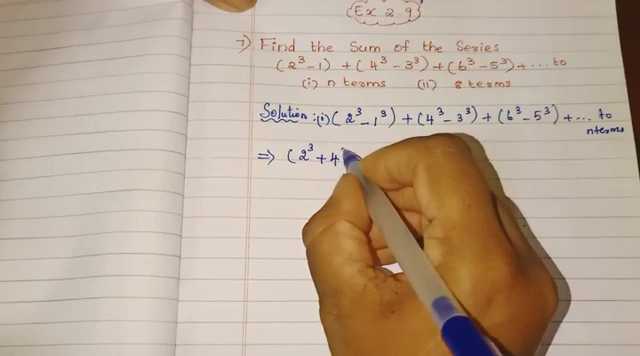 Ex 2.9
7) Find the Sum of the Series
(2³-1) + (4³-3³) + (6³-5³) + .... to
(i) n terms (ii) 8 terms
Solution: (i) (2³-1³) + (4³-3³) + (6³-5³) + .... to
n terms
⇒ (2³+4